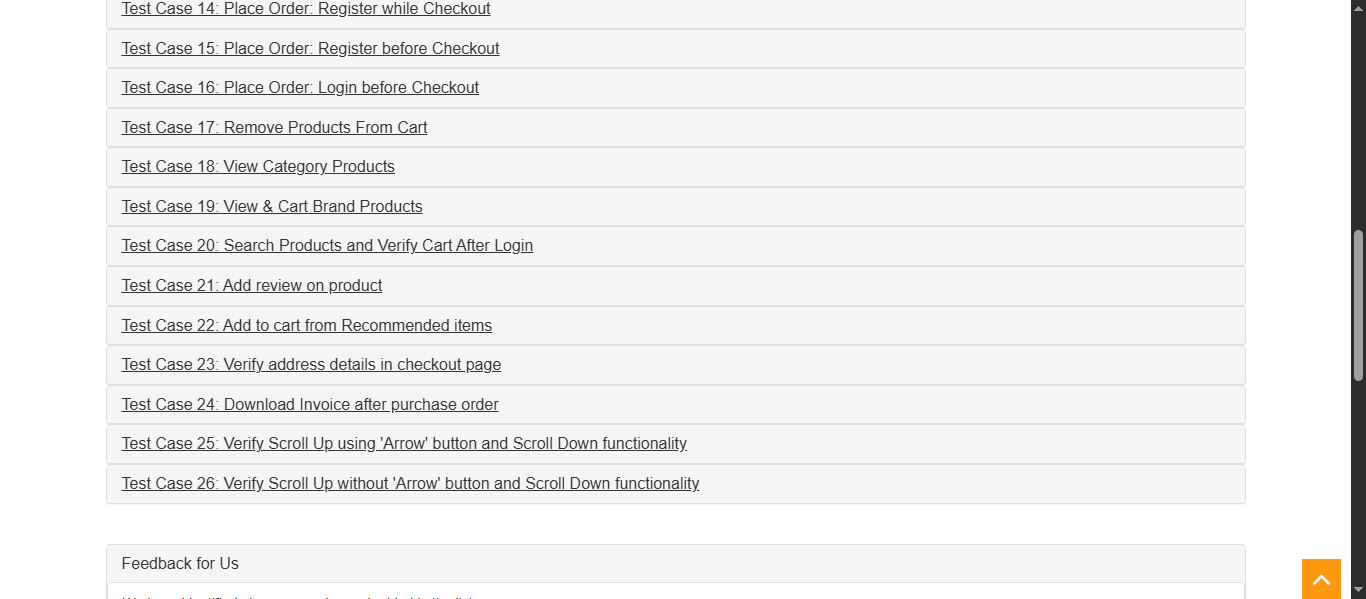 Test Case 14: Place Order: Register while Checkout
Test Case 15: Place Order: Register before Checkout
Test Case 16: Place Order: Login before Checkout
Test Case 17: Remove Products From Cart
Test Case 18: View Category Products
Test Case 19: View & Cart Brand Products
Test Case 20: Search Products and Verify Cart After Login
Test Case 21: Add review on product
Test Case 22: Add to cart from Recommended items
Test Case 23: Verify address details in checkout page
Test Case 24: Download Invoice after purchase order
Test Case 25: Verify Scroll Up using 'Arrow' button and Scroll Down functionality
Test Case 26: Verify Scroll Up without 'Arrow' button and Scroll Down functionality
Feedback for Us